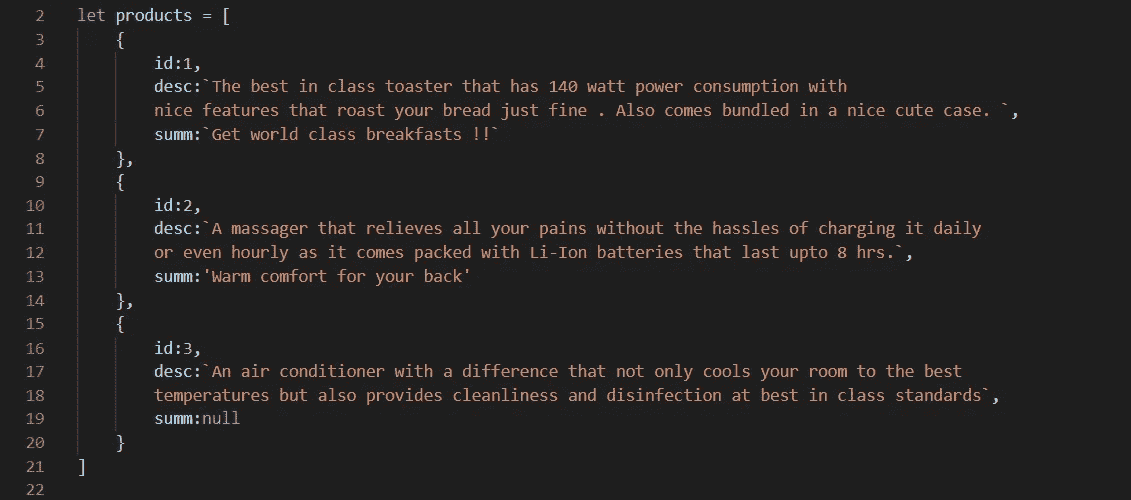 2 let products = [
3 {
4 id:1,
5 desc:`The best in class toaster that has 140 watt power consumption with
6 nice features that roast your bread just fine . Also comes bundled in a nice cute case. `,
7 summ:`Get world class breakfasts !!`
8 },
9 {
10 id:2,
11 desc:`A massager that relieves all your pains without the hassles of charging it daily
12 or even hourly as it comes packed with Li-Ion batteries that last upto 8 hrs.`,
13 summ:'Warm comfort for your back'
14 },
15 {
16 id:3,
17 desc:`An air conditioner with a difference that not only cools your room to the best
18 temperatures but also provides cleanliness and disinfection at best in class standards`,
19 summ:null
20 }
21 ]
22